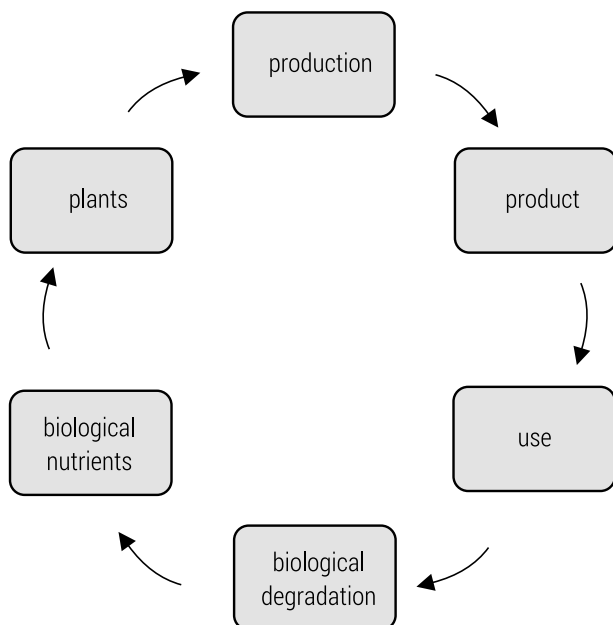 production
product
use
biological
degradation
biological
nutrients
plants